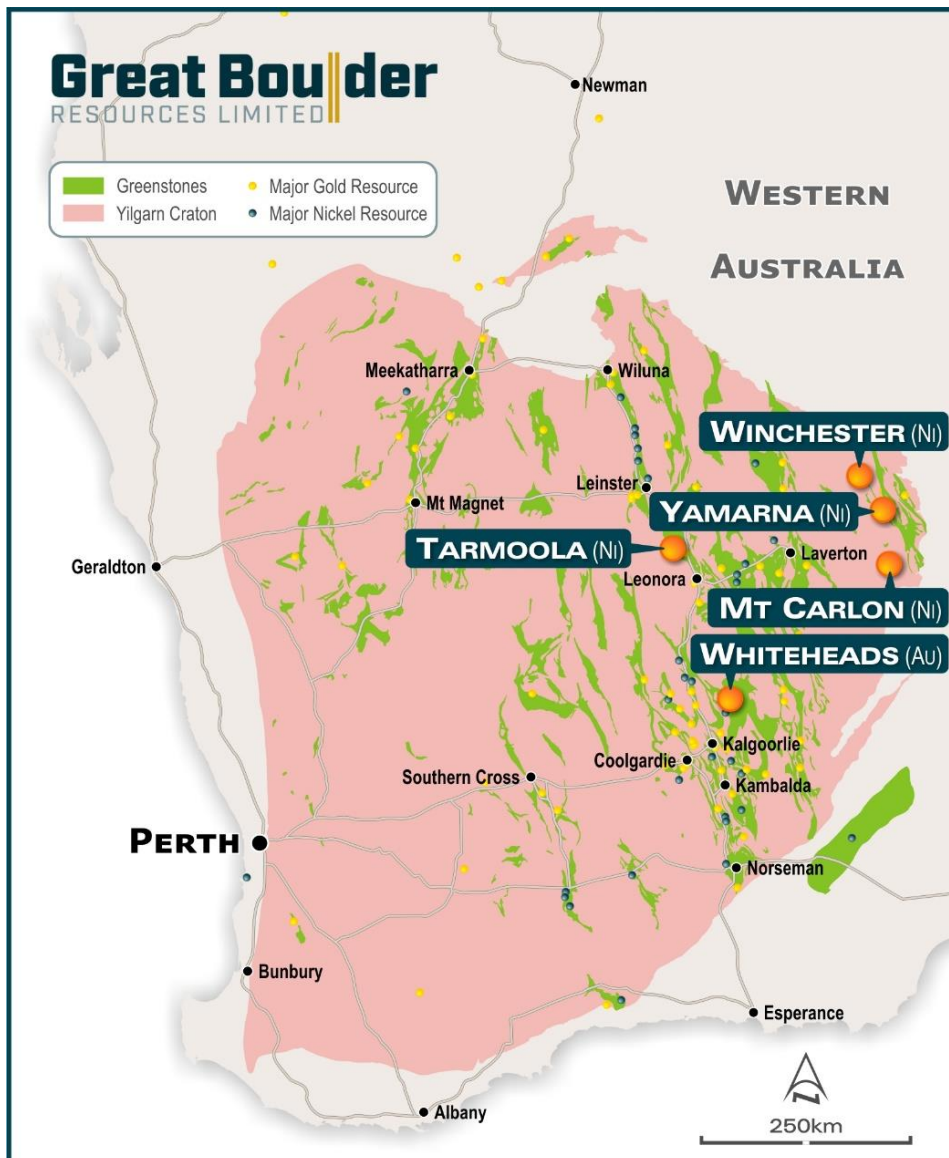 Great Boulder
RESOURCES LIMITED
Newman
Greenstones
Major Gold Resource
Yilgarn Craton
Major Nickel Resource
WESTERN
AUSTRALIA
Meekatharra
Wiluna
WINCHESTER (NI)
Leinster
Mt Magnet
YAMARNA (NI)
TARMOOLA (NI)
Laverton
Geraldton
Leonora
MT CARLON (NI)
WHITEHEADS (AU)
Kalgoorlie
Coolgardie
Southern Cross
Kambalda
PERTH
Norseman
Bunbury
Esperance
Albany
N
250km